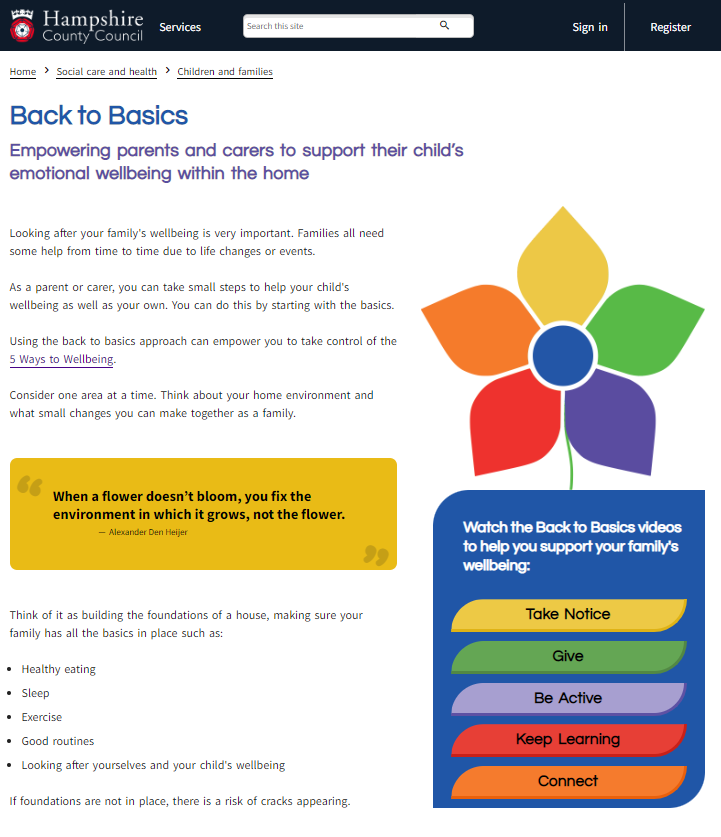 Hampshire
County Council
Services
Search this site
Sign in
Register
Home > Social care and health > Children and families
Back to Basics
Empowering parents and carers to support their child's
emotional wellbeing within the home
Looking after your family's wellbeing is very important. Families all need
some help from time to time due to life changes or events.
As a parent or carer, you can take small steps to help your child's
wellbeing as well as your own. You can do this by starting with the basics.
Using the back to basics approach can empower you to take control of the
5 Ways to Wellbeing.
Consider one area at a time. Think about your home environment and
what small changes you can make together as a family.
“ When a flower doesn't bloom, you fix the
environment in which it grows, not the flower.
— Alexander Den Heijer
”
Think of it as building the foundations of a house, making sure your
family has all the basics in place such as:
• Healthy eating
• Sleep
• Exercise
• Good routines
• Looking after yourselves and your child's wellbeing
If foundations are not in place, there is a risk of cracks appearing.
Watch the Back to Basics videos
to help you support your family's
wellbeing:
Take Notice
Give
Be Active
Keep Learning
Connect